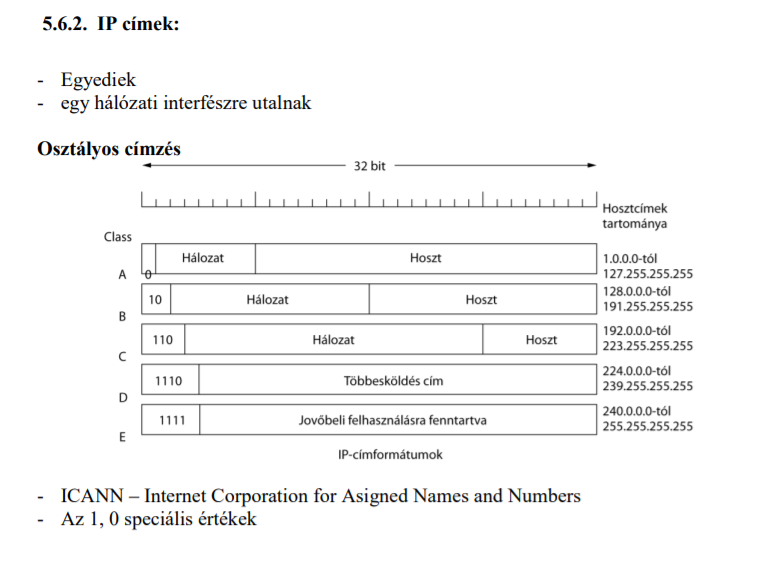 5.6.2. IP címek:
- Egyediek
- egy hálózati interfészre utalnak
Osztályos címzés
32 bit
Hosztcímek
tartománya
Class
A
0
Hálozat
Hoszt
1.0.0.0-tól
127.255.255.255
B
10
Hálózat
Hoszt
128.0.0.0-tól
191.255.255.255
C
110
Hálózat
Hoszt
192.0.0.0-tól
223.255.255.255
D
1110
Többesköldés cím
224.0.0.0-tól
239.255.255.255
E
1111
Jovőbeli felhasználásra fenntartva
240.0.0.0-tól
255.255.255.255
IP-címformátumok
- ICANN – Internet Corporation for Asigned Names and Numbers
- Az 1, 0 speciális értékek